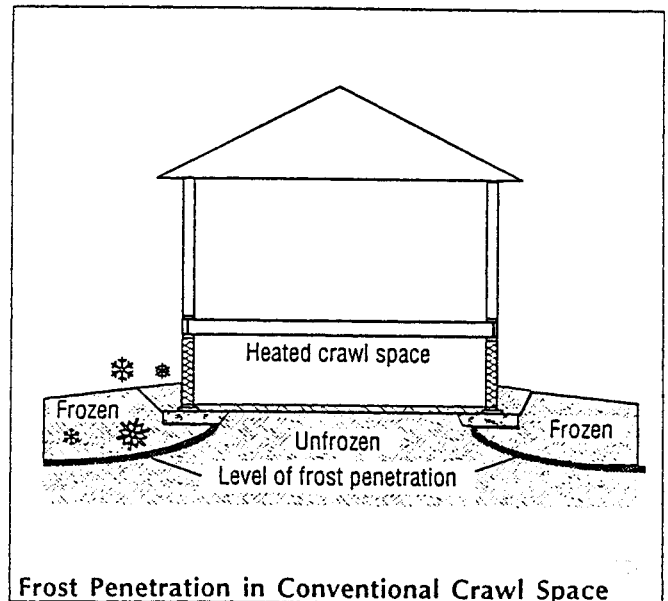 Heated crawl space
Frozen
Unfrozen
Frozen
Level of frost penetration
Frost Penetration in Conventional Crawl Space